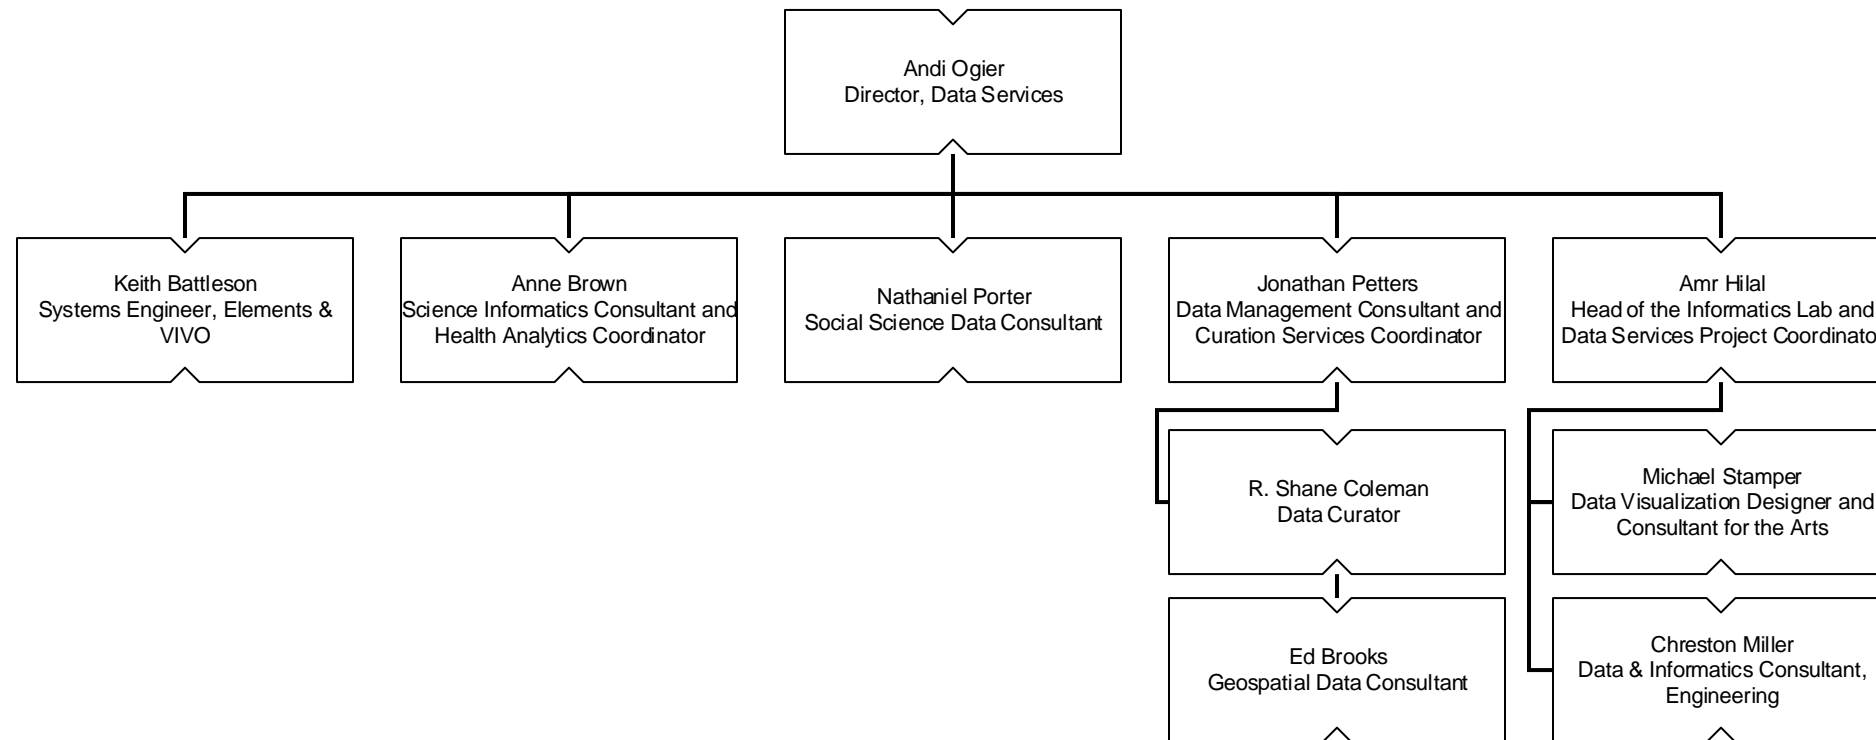 Andi Ogier
Director, Data Services
Keith Battleson
Systems Engineer, Elements &
VIVO
Anne Brown
Science Informatics Consultant and
Health Analytics Coordinator
Nathaniel Porter
Social Science Data Consultant
Jonathan Petters
Data Management Consultant and
Curation Services Coordinator
Amr Hilal
Head of the Informatics Lab and
Data Services Project Coordinato
R. Shane Coleman
Data Curator
Michael Stamper
Data Visualization Designer and
Consultant for the Arts
Ed Brooks
Geospatial Data Consultant
Chreston Miller
Data & Informatics Consultant,
Engineering